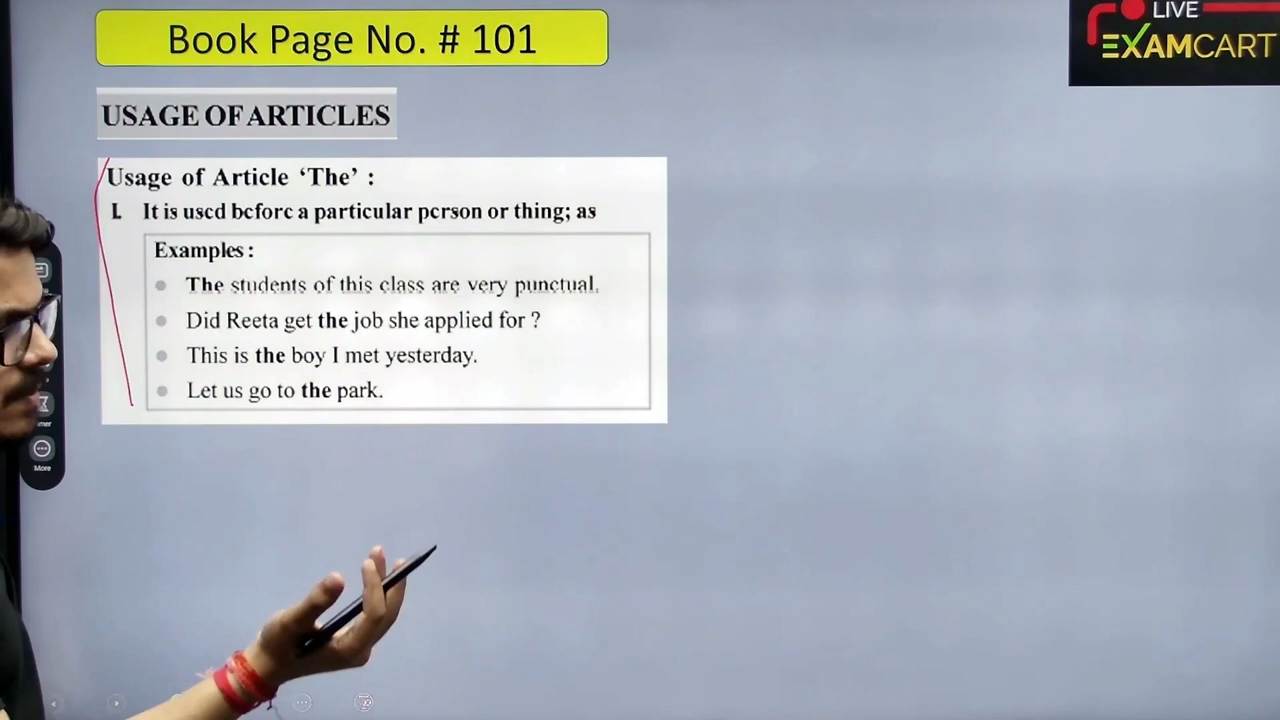 Book Page No. # 101
LIVE
EXAMCART
USAGE OF ARTICLES
Usage of Article ‘The’ :
I. It is used before a particular person or thing; as
Examples :
The students of this class are very punctual.
Did Reeta get the job she applied for ?
This is the boy I met yesterday.
Let us go to the park.
More